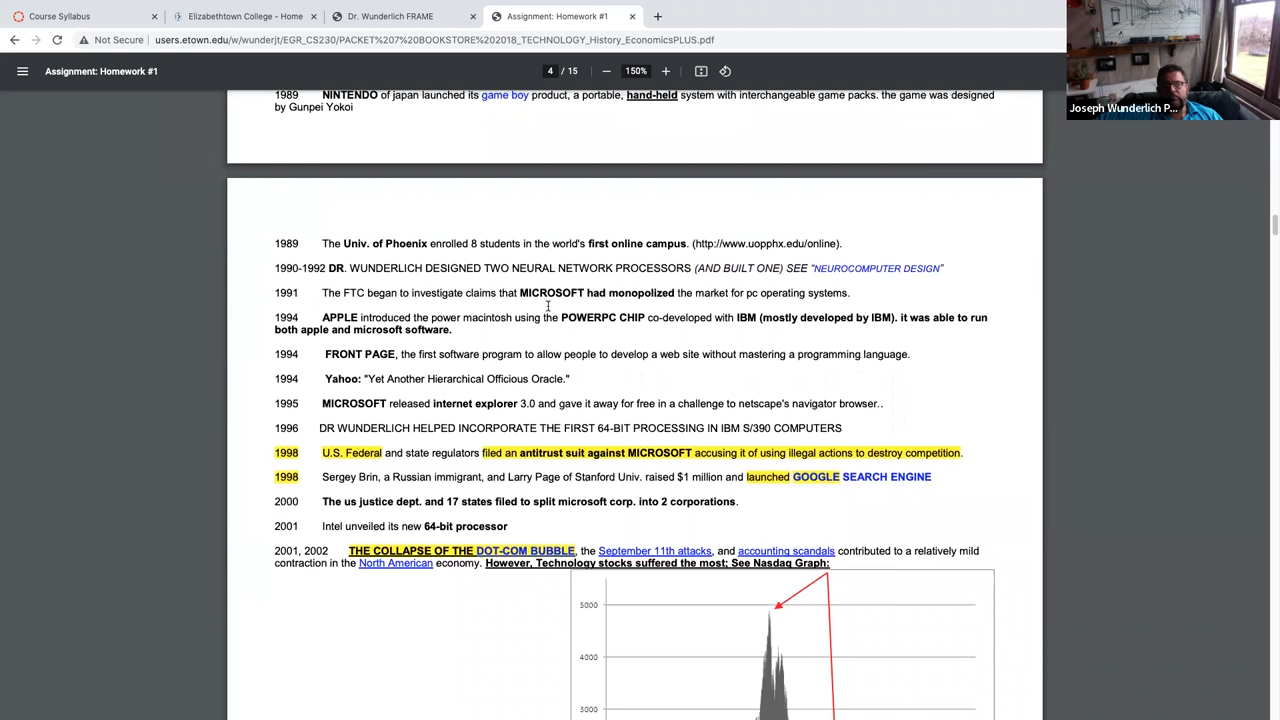 Course Syllabus
Elizabethtown College - Home
Dr. Wunderlich FRAME
Assignment: Homework #1
Not Secure
users.etown.edu/w/wunderjt/EGR_CS230/PACKET%207%20BOOKSTORE%202018_TECHNOLOGY_History_EconomicsPLUS.pdf
Assignment: Homework #1
4 / 15
150%
Joseph Wunderlich P...
1989 NINTENDO of japan launched its game boy product, a portable, hand-held system with interchangeable game packs. the game was designed
by Gunpei Yokoi
1989 The Univ. of Phoenix enrolled 8 students in the world's first online campus. (http://www.uopphx.edu/online).
1990-1992 DR. WUNDERLICH DESIGNED TWO NEURAL NETWORK PROCESSORS (AND BUILT ONE) SEE "NEUROCOMPUTER DESIGN"
1991 The FTC began to investigate claims that MICROSOFT had monopolized the market for pc operating systems.
1994 APPLE introduced the power macintosh using the POWERPC CHIP co-developed with IBM (mostly developed by IBM). it was able to run
both apple and microsoft software.
1994 FRONT PAGE, the first software program to allow people to develop a web site without mastering a programming language.
1994 Yahoo: "Yet Another Hierarchical Officious Oracle."
1995 MICROSOFT released internet explorer 3.0 and gave it away for free in a challenge to netscape's navigator browser..
1996 DR WUNDERLICH HELPED INCORPORATE THE FIRST 64-BIT PROCESSING IN IBM S/390 COMPUTERS
1998 U.S. Federal and state regulators filed an antitrust suit against MICROSOFT accusing it of using illegal actions to destroy competition.
1998 Sergey Brin, a Russian immigrant, and Larry Page of Stanford Univ. raised $1 million and launched GOOGLE SEARCH ENGINE
2000 The us justice dept. and 17 states filed to split microsoft corp. into 2 corporations.
2001 Intel unveiled its new 64-bit processor
2001, 2002 THE COLLAPSE OF THE DOT-COM BUBBLE, the September 11th attacks, and accounting scandals contributed to a relatively mild
contraction in the North American economy. However, Technology stocks suffered the most; See Nasdaq Graph:
5000
4000
3000